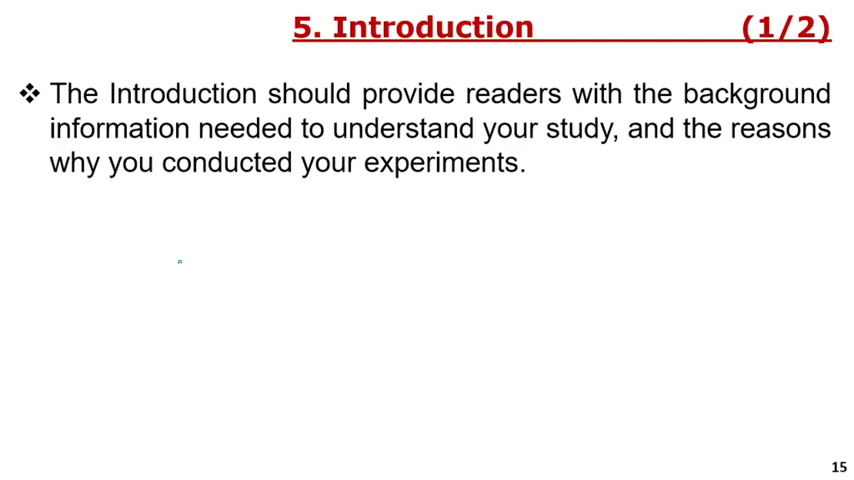 5. Introduction (1/2)
❖ The Introduction should provide readers with the background
information needed to understand your study, and the reasons
why you conducted your experiments.
15